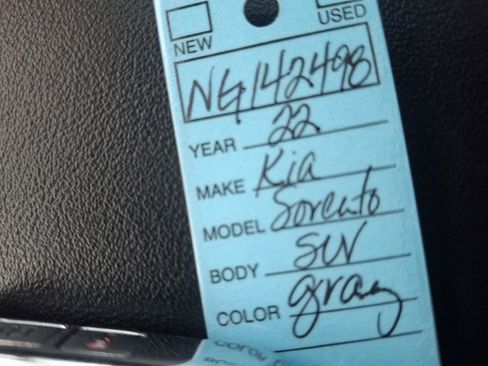 NEW USED
NG142498
YEAR 22
MAKE Kia
MODEL Sorento
BODY SUV
COLOR gray